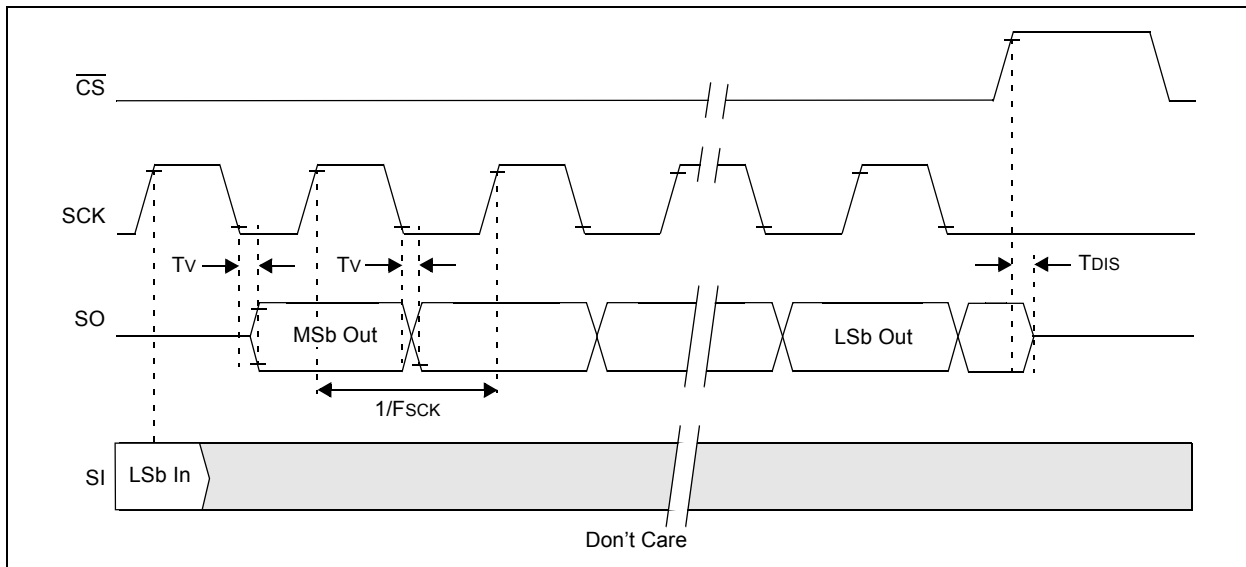 CS
SCK
TV
TV
TDIS
SO
MSb Out
LSb Out
1/FSCK
SI
LSb In
Don't Care